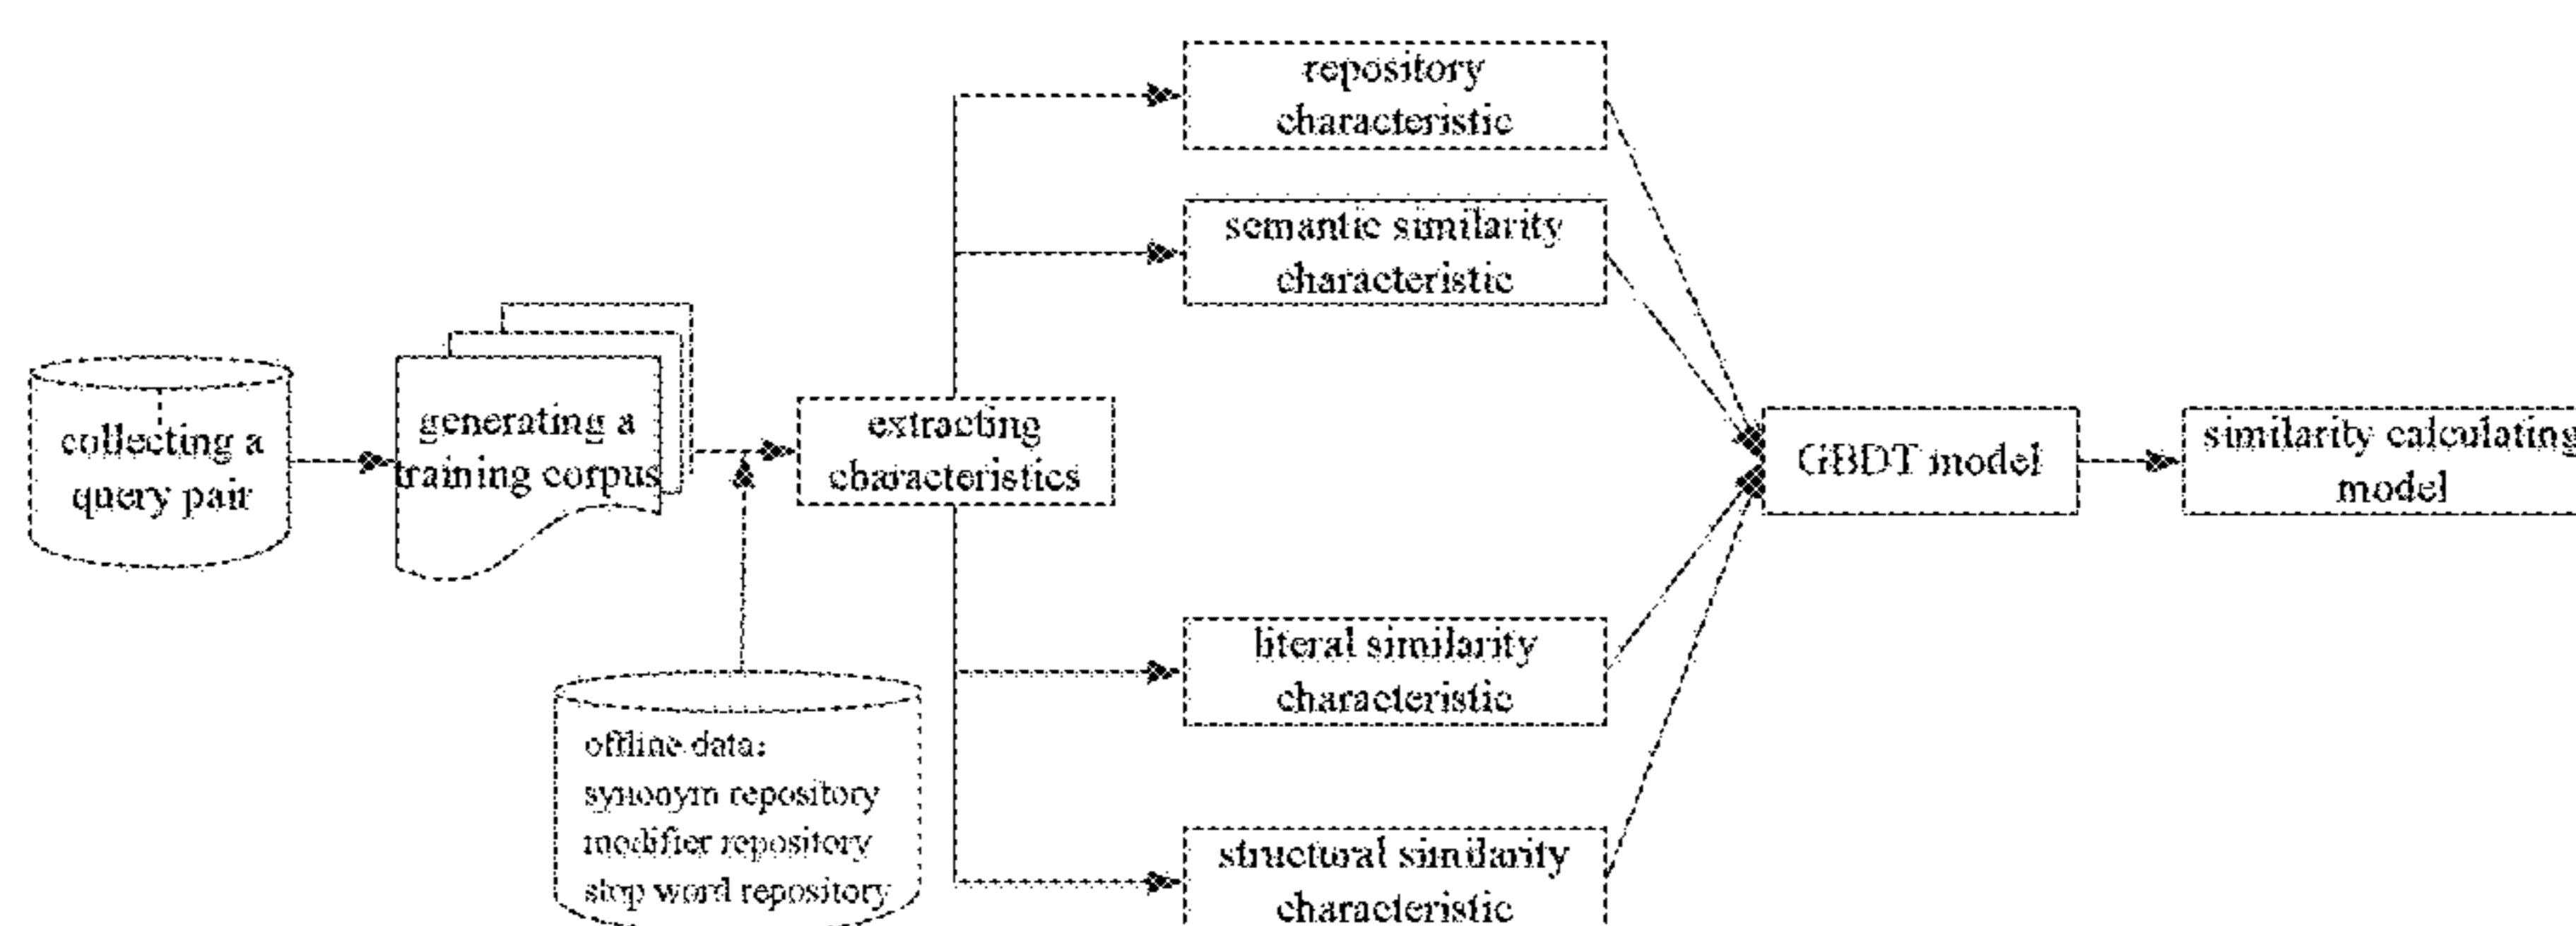 collecting a
query pair
generating a
training corpus
offline data:
synonym repository
modifier repository
stop word repository
extracting
characteristics
repository
characteristic
semantic similarity
characteristic
literal similarity
characteristic
structural similarity
characteristic
GBDT model
similarity calculating
model